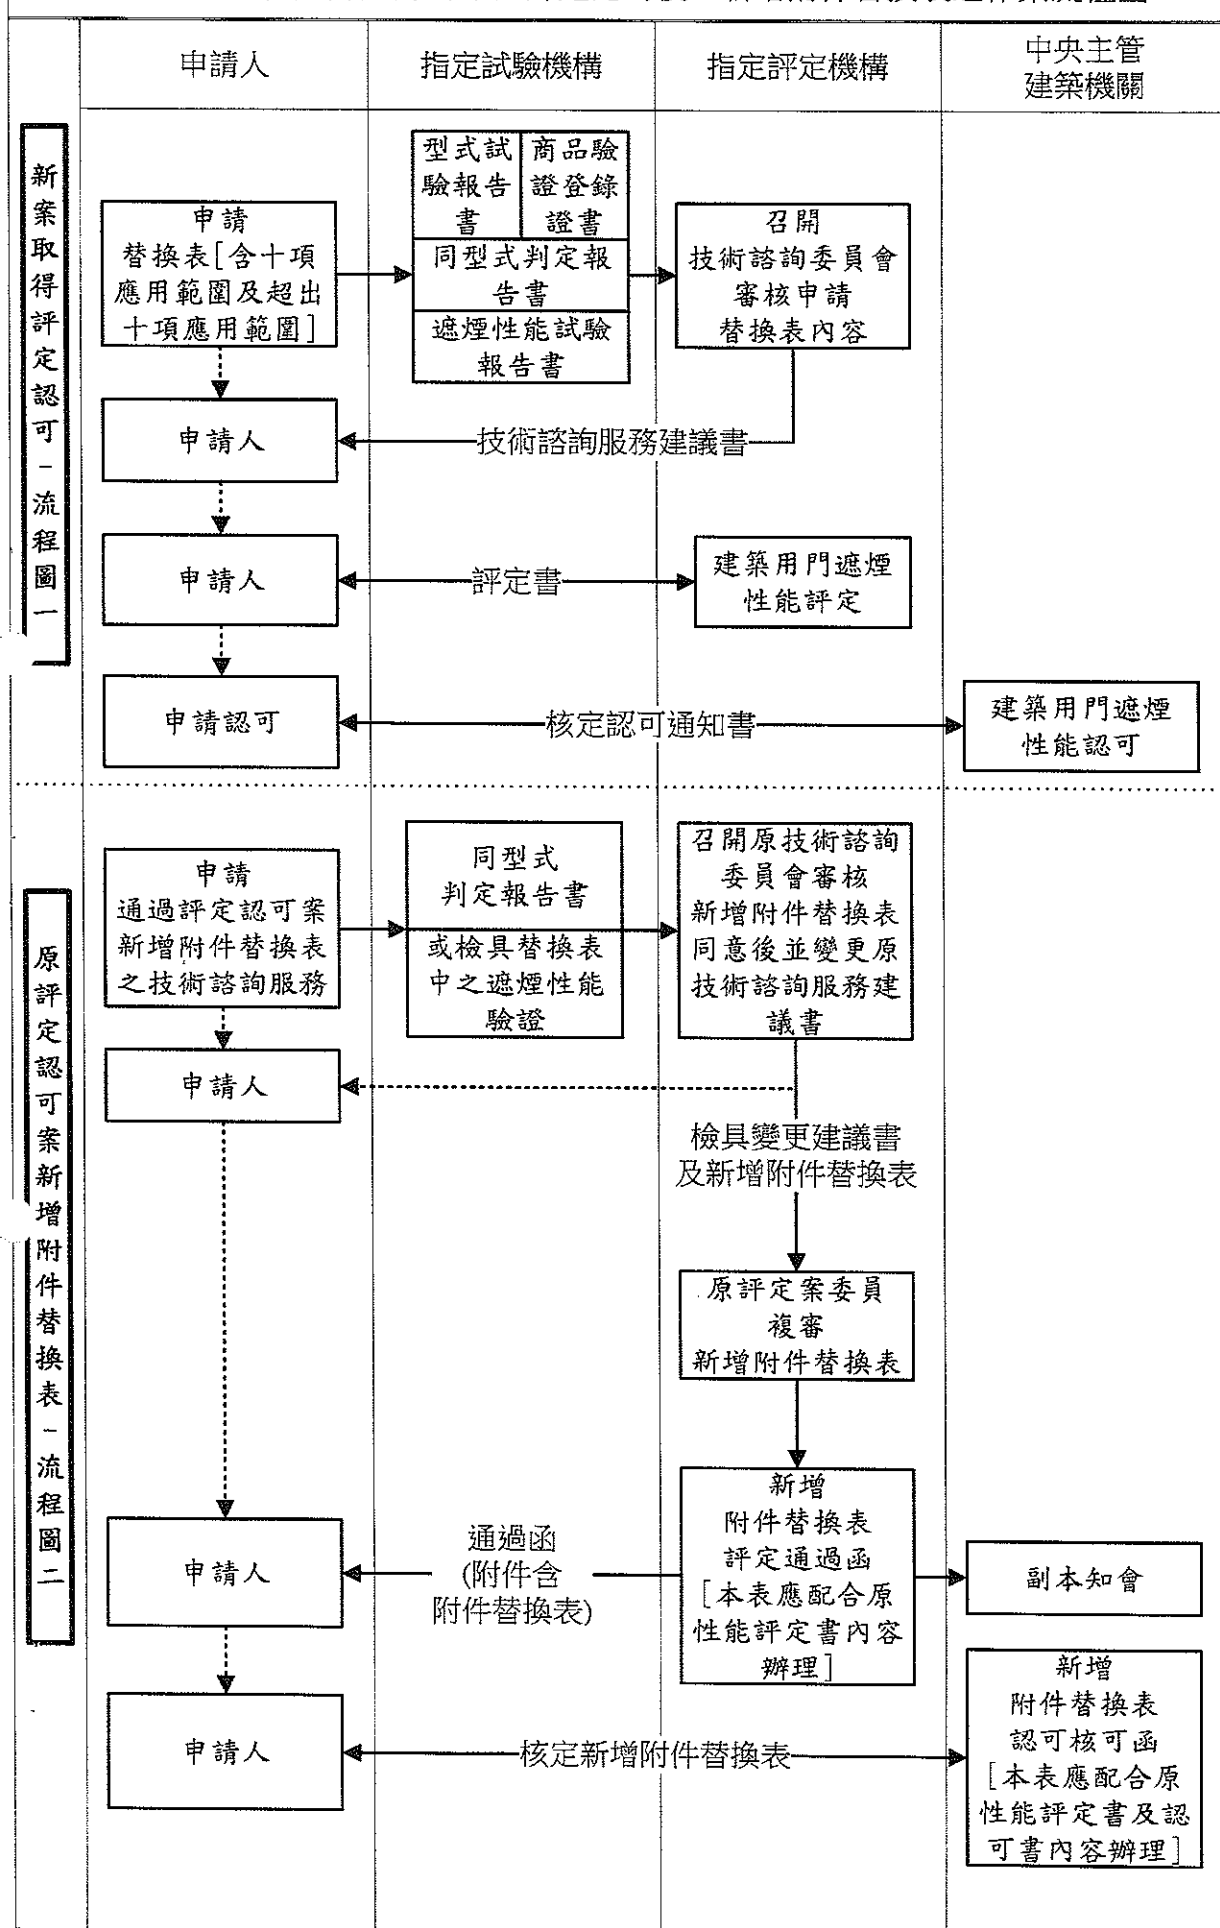 申請人
指定試驗機構
指定評定機構
中央主管
建築機關
新案取得評定認可-流程圖一
申請
替換表[含十項
應用範圍及超出
十項應用範圍]
型式試
驗報告
書
商品驗
證登錄
證書
同型式判定報
告書
遮煙性能試驗
報告書
召開
技術諮詢委員會
審核申請
替換表內容
申請人
技術諮詢服務建議書
申請人
評定書
建築用門遮煙
性能評定
申請認可
核定認可通知書
建築用門遮煙
性能認可
原評定認可案新增附件替換表-流程圖二
申請
通過評定認可案
新增附件替換表
之技術諮詢服務
同型式
判定報告書
或檢具替換表
中之遮煙性能
驗證
召開原技術諮詢
委員會審核
新增附件替換表
同意後並變更原
技術諮詢服務建
議書
申請人
檢具變更建議書
及新增附件替換表
原評定案委員
複審
新增附件替換表
申請人
通過函
(附件含
附件替換表)
新增
附件替換表
評定通過函
[本表應配合原
性能評定書內容
辦理]
副本知會
申請人
核定新增附件替換表
新增
附件替換表
認可核可函
[本表應配合原
性能評定書及認
可書內容辦理]